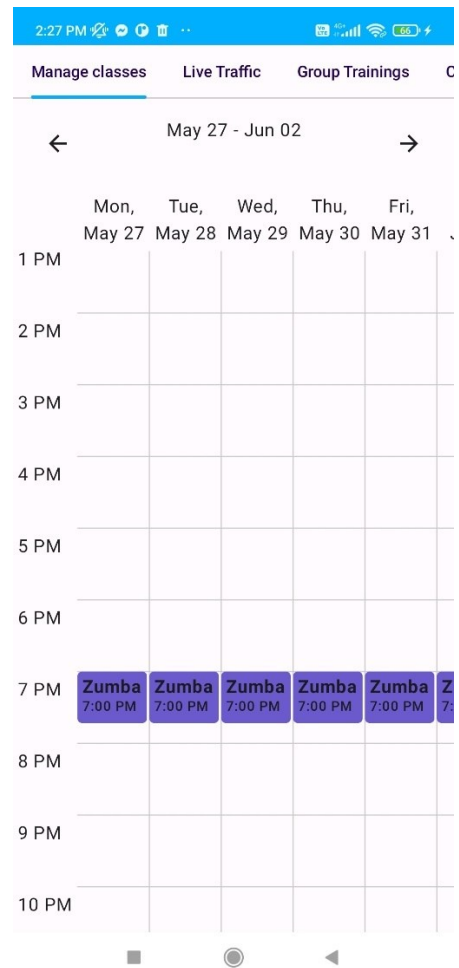 2:27 PM
66
Manage classes Live Traffic Group Trainings C
May 27 - Jun 02
Mon, Tue, Wed, Thu, Fri,
May 27 May 28 May 29 May 30 May 31 J
1 PM
2 PM
3 PM
4 PM
5 PM
6 PM
7 PM
Zumba Zumba Zumba Zumba Zumba Z
7:00 PM 7:00 PM 7:00 PM 7:00 PM 7:00 PM 7:
8 PM
9 PM
10 PM